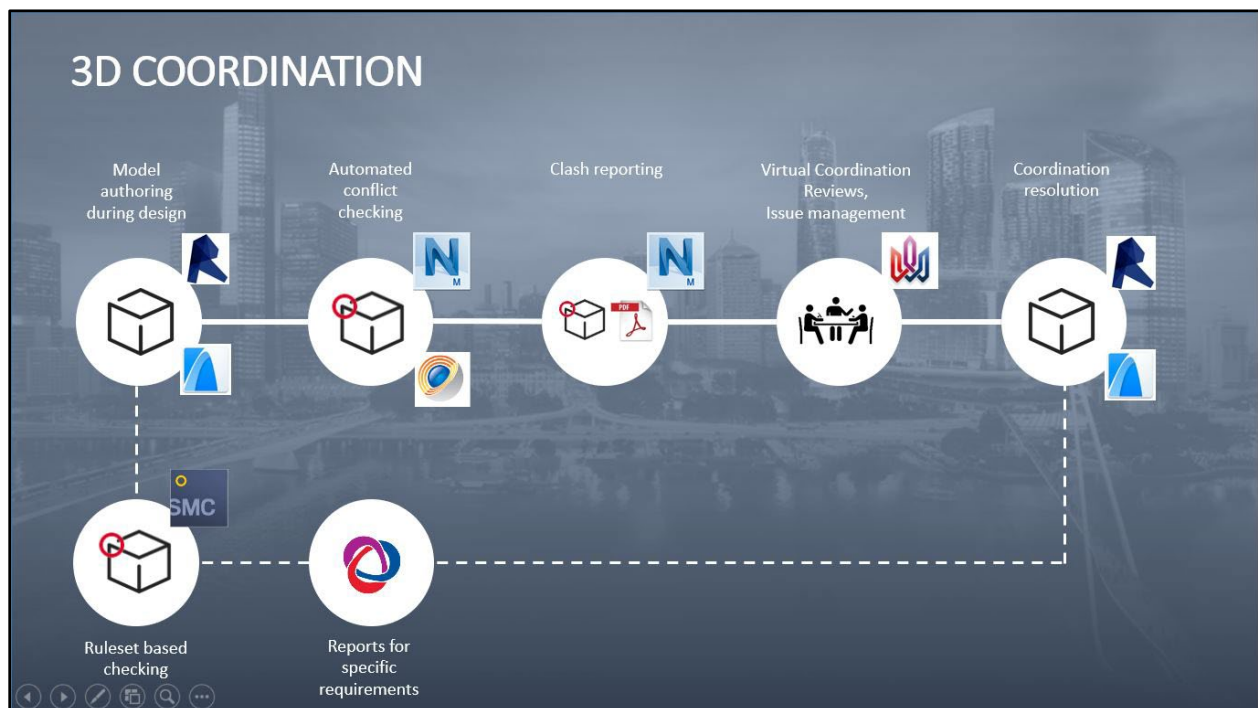 3D COORDINATION
Model
authoring
during design
Automated
conflict
checking
Clash reporting
Virtual Coordination
Reviews,
Issue management
Coordination
resolution
N
M
N
M
PDF
SMC
Ruleset based
checking
Reports for
specific
requirements